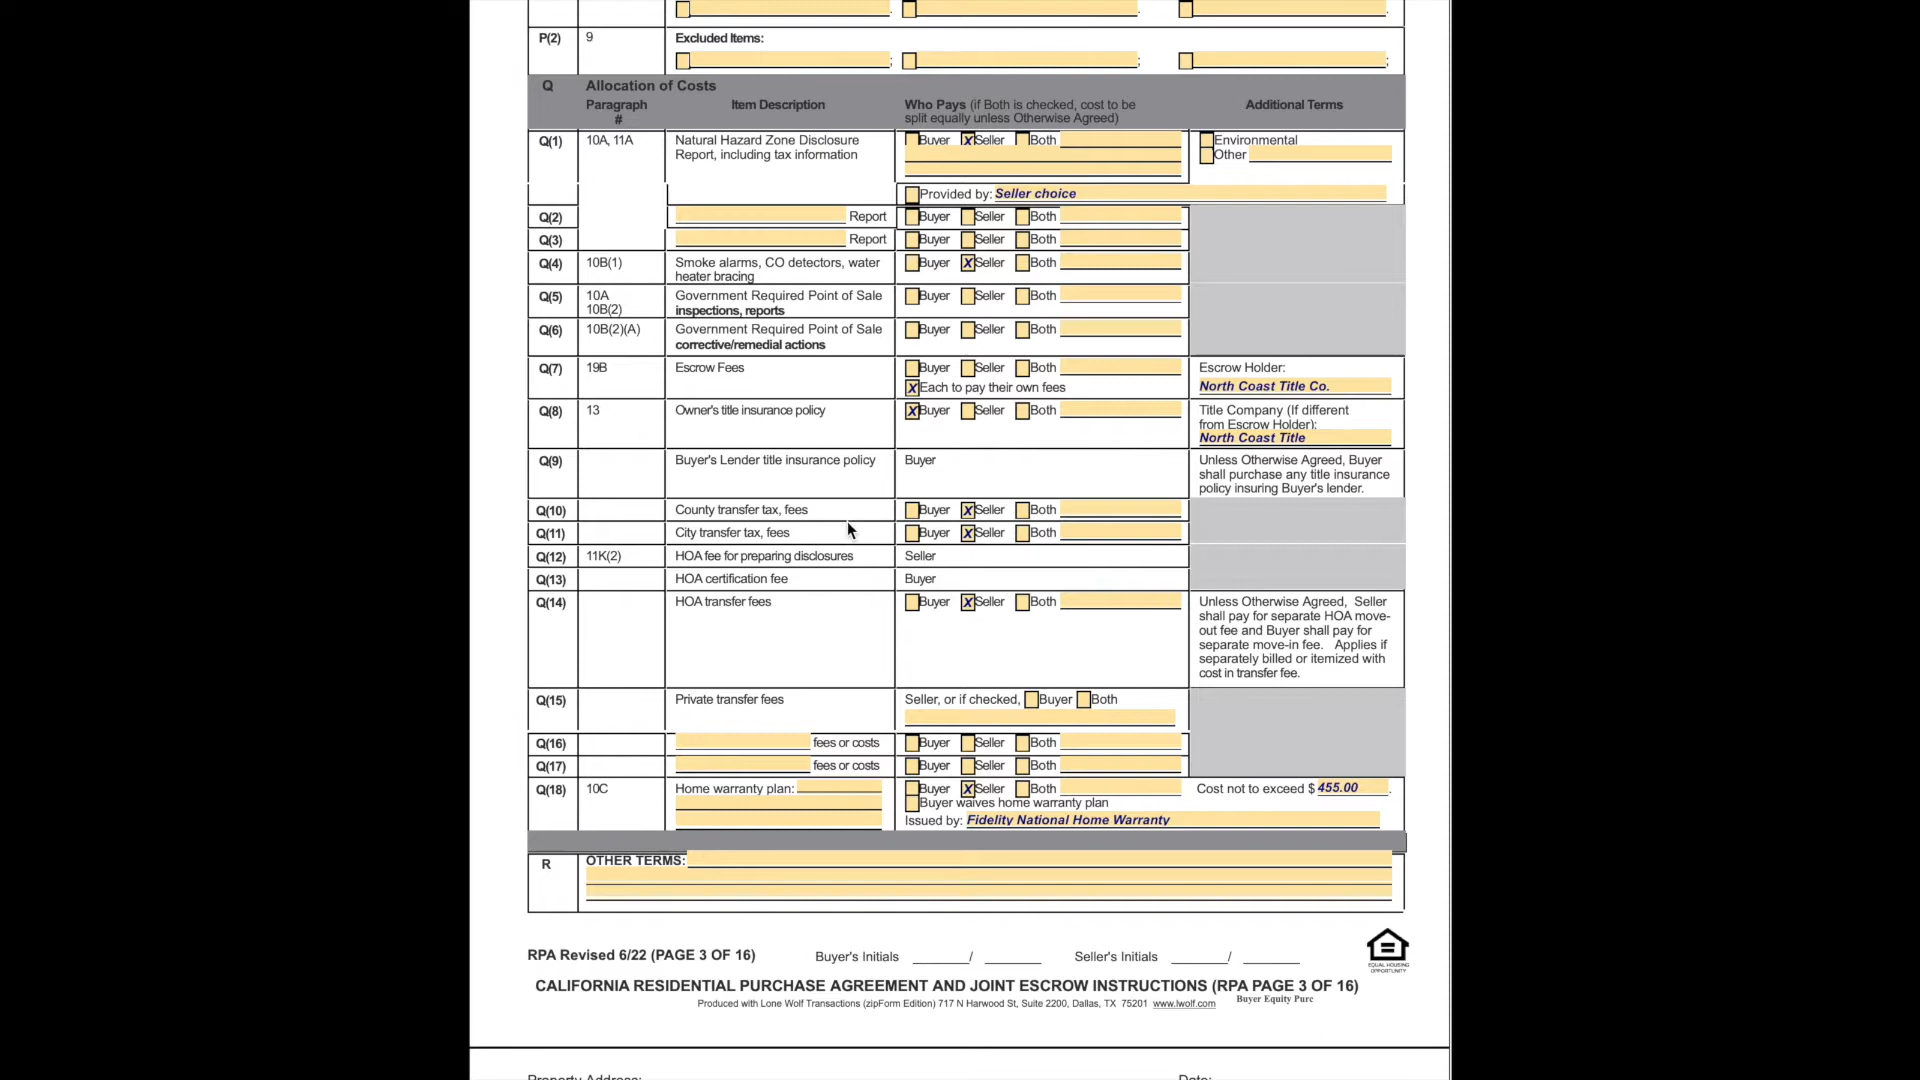 P(2) 9 Excluded Items:
; ; ;
Q Allocation of Costs
Paragraph # Item Description Who Pays (if Both is checked, cost to be split equally unless Otherwise Agreed) Additional Terms
Q(1) 10A, 11A Natural Hazard Zone Disclosure Buyer X Seller Both Environmental
Report, including tax information Other
Provided by: Seller choice
Q(2) Report Buyer Seller Both
Q(3) Report Buyer Seller Both
Q(4) 10B(1) Smoke alarms, CO detectors, water Buyer X Seller Both
heater bracing
Q(5) 10A Government Required Point of Sale Buyer Seller Both
10B(2) inspections, reports
Q(6) 10B(2)(A) Government Required Point of Sale Buyer Seller Both
corrective/remedial actions
Q(7) 19B Escrow Fees Buyer Seller Both Escrow Holder:
X Each to pay their own fees North Coast Title Co.
Q(8) 13 Owner's title insurance policy X Buyer Seller Both Title Company (If different
from Escrow Holder):
North Coast Title
Q(9) Buyer's Lender title insurance policy Buyer Unless Otherwise Agreed, Buyer
shall purchase any title insurance
policy insuring Buyer's lender.
Q(10) County transfer tax, fees Buyer X Seller Both
Q(11) City transfer tax, fees Buyer X Seller Both
Q(12) 11K(2) HOA fee for preparing disclosures Seller
Q(13) HOA certification fee Buyer
Q(14) HOA transfer fees Buyer X Seller Both Unless Otherwise Agreed, Seller
shall pay for separate HOA move-
out fee and Buyer shall pay for
separate move-in fee. Applies if
separately billed or itemized with
cost in transfer fee.
Q(15) Private transfer fees Seller, or if checked, Buyer Both
Q(16) fees or costs Buyer Seller Both
Q(17) fees or costs Buyer Seller Both
Q(18) 10C Home warranty plan: Buyer X Seller Both Cost not to exceed $ 455.00 .
Buyer waives home warranty plan
Issued by: Fidelity National Home Warranty
R OTHER TERMS:
RPA Revised 6/22 (PAGE 3 OF 16) Buyer's Initials ________/ ________ Seller's Initials ________/ ________
EQUAL HOUSING
OPPORTUNITY
CALIFORNIA RESIDENTIAL PURCHASE AGREEMENT AND JOINT ESCROW INSTRUCTIONS (RPA PAGE 3 OF 16)
Produced with Lone Wolf Transactions (zipForm Edition) 717 N Harwood St, Suite 2200, Dallas, TX 75201 www.lwolf.com Buyer Equity Purc
Property Address: Date: